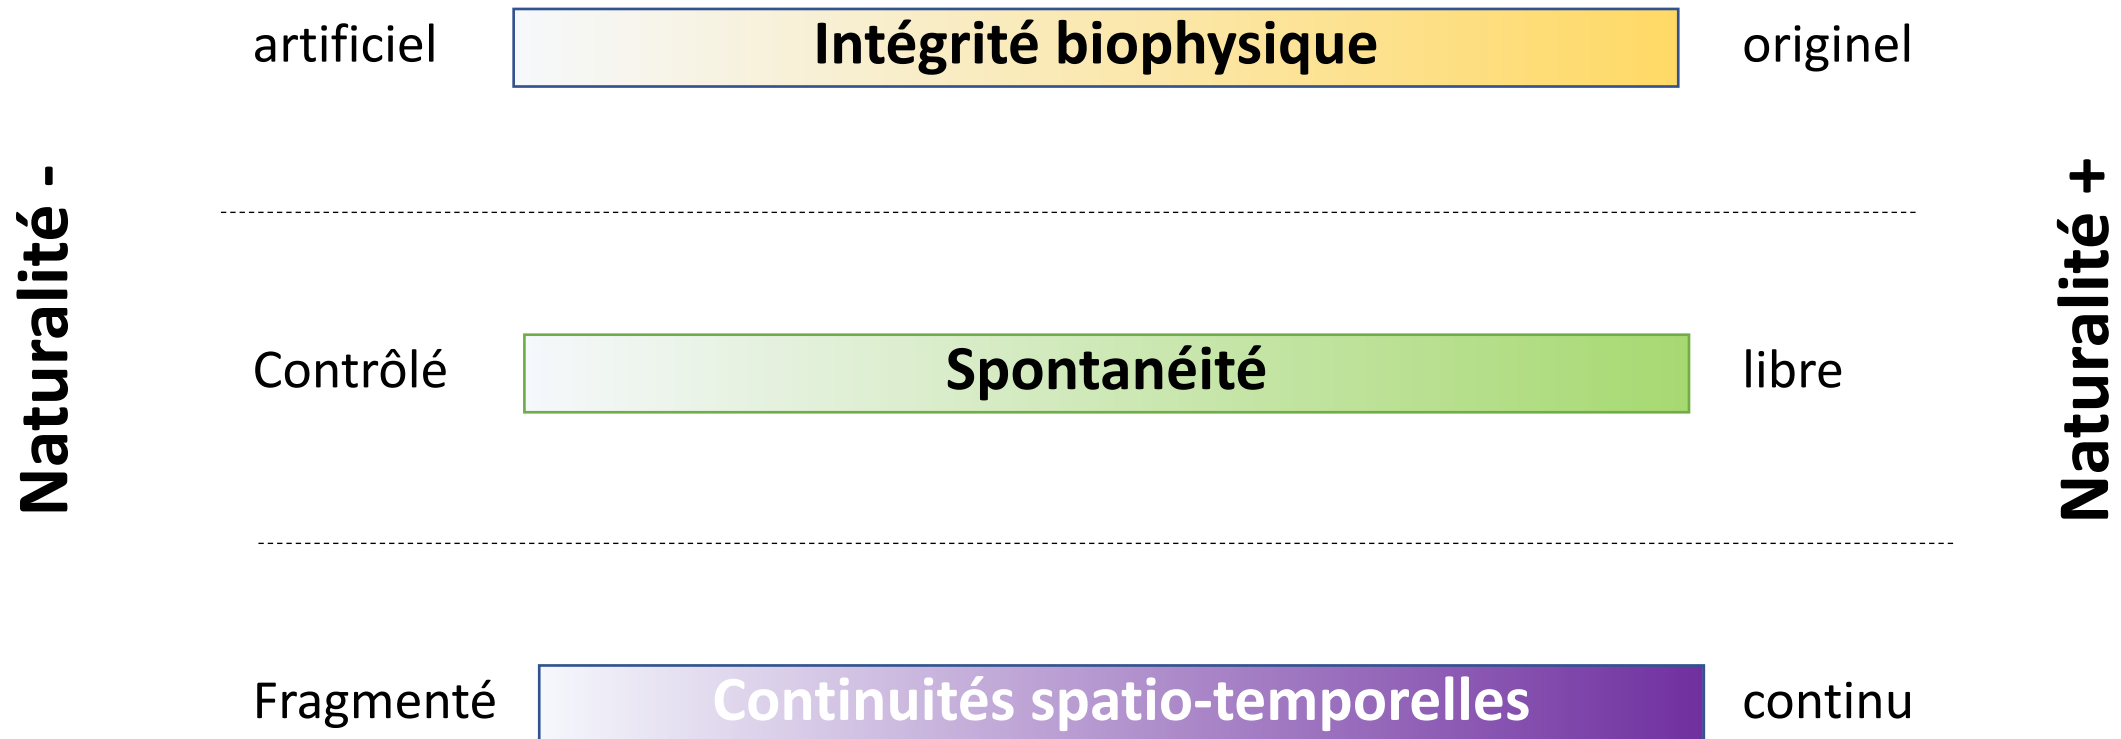 artificiel
Intégrité biophysique
originel
Naturalité -
Naturalité +
Contrôlé
Spontanéité
libre
Fragmenté
Continuités spatio-temporelles
continu